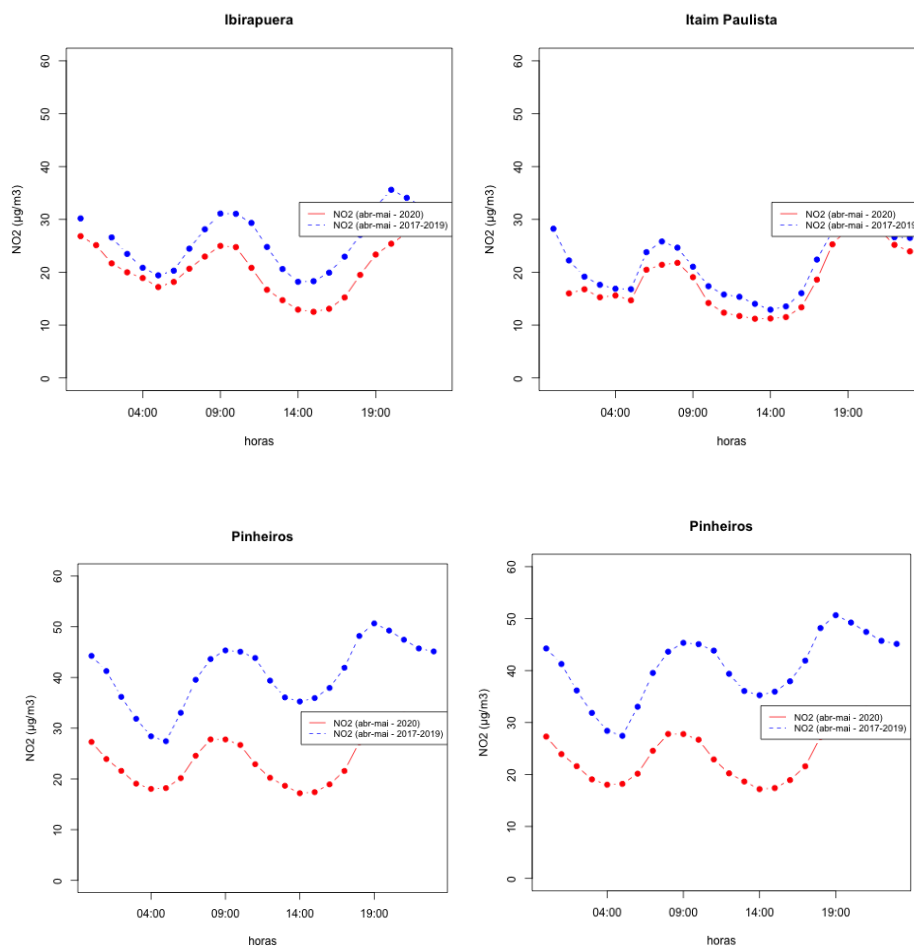 Ibirapuera
NO2 (µg/m3)
60
50
40
30
20
10
0
NO2 (abr-mai - 2020)
NO2 (abr-mai - 2017-2019)
04:00 09:00 14:00 19:00
horas
Itaim Paulista
NO2 (µg/m3)
60
50
40
30
20
10
0
NO2 (abr-mai - 2020)
NO2 (abr-mai - 2017-2019)
04:00 09:00 14:00 19:00
horas
Pinheiros
NO2 (µg/m3)
60
50
40
30
20
10
0
NO2 (abr-mai - 2020)
NO2 (abr-mai - 2017-2019)
04:00 09:00 14:00 19:00
horas
Pinheiros
NO2 (µg/m3)
60
50
40
30
20
10
0
NO2 (abr-mai - 2020)
NO2 (abr-mai - 2017-2019)
04:00 09:00 14:00 19:00
horas